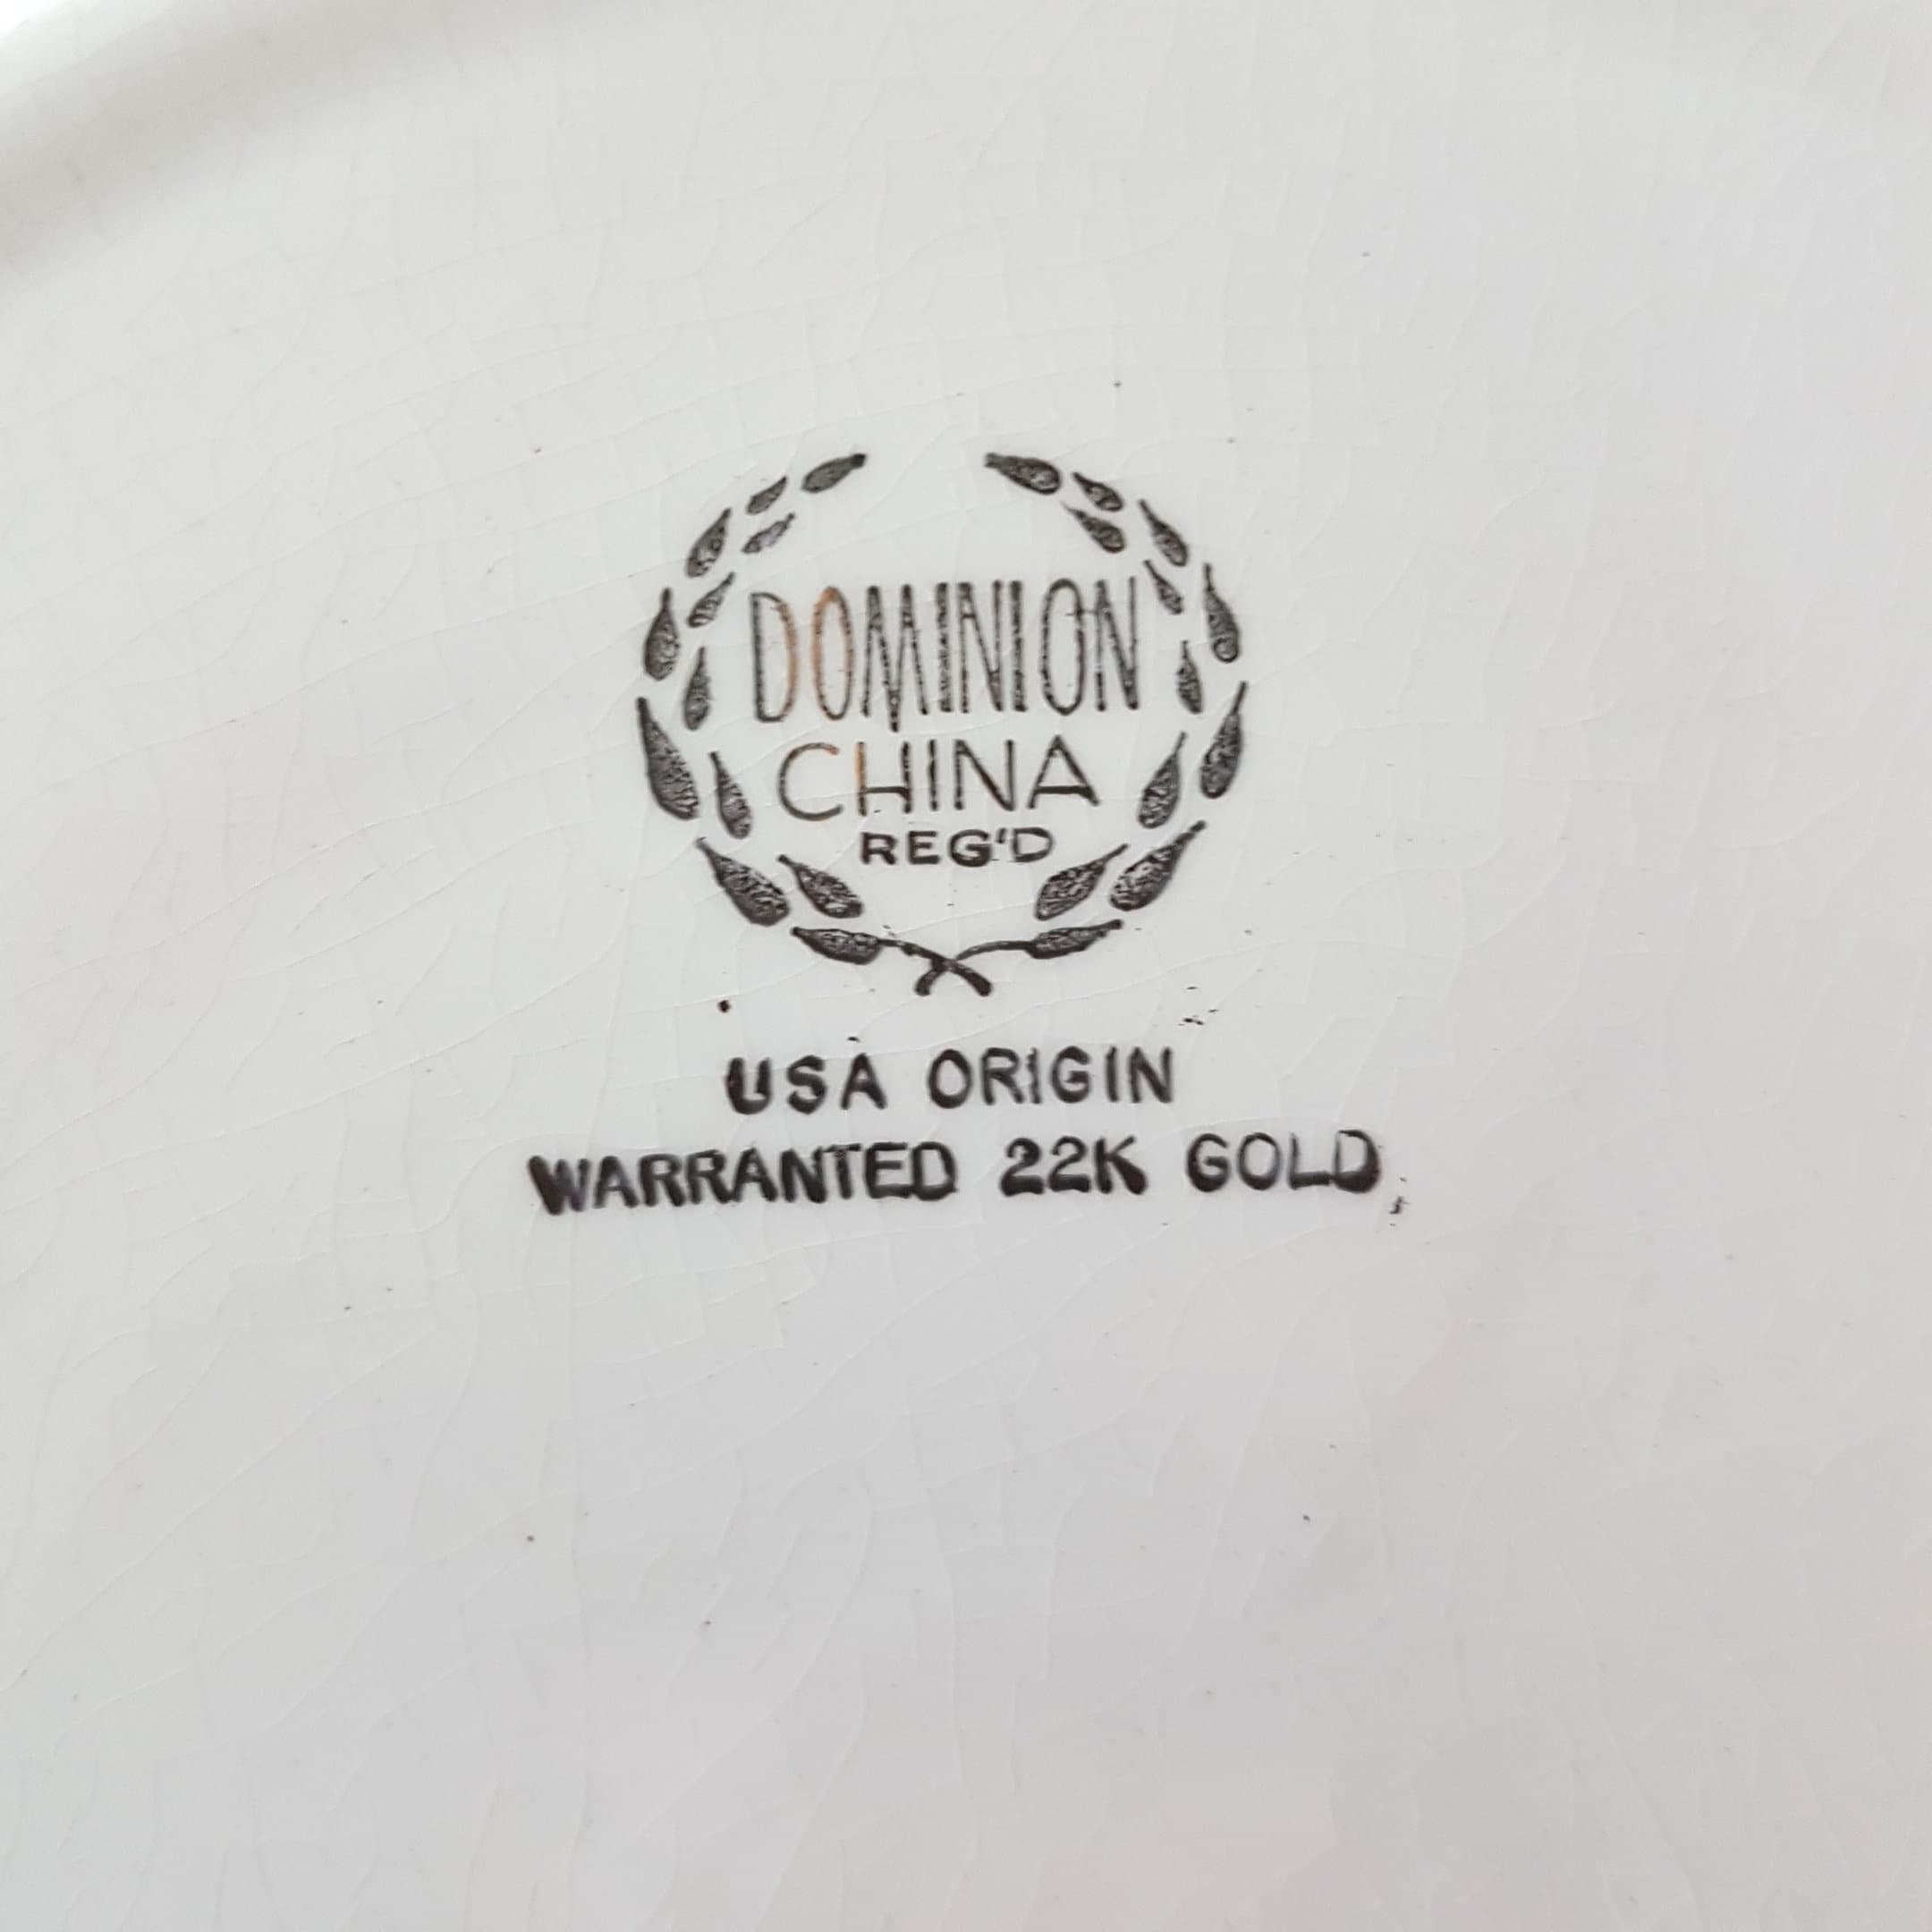 DOMINION
CHINA
REG'D
USA ORIGIN
WARRANTED 22K GOLD